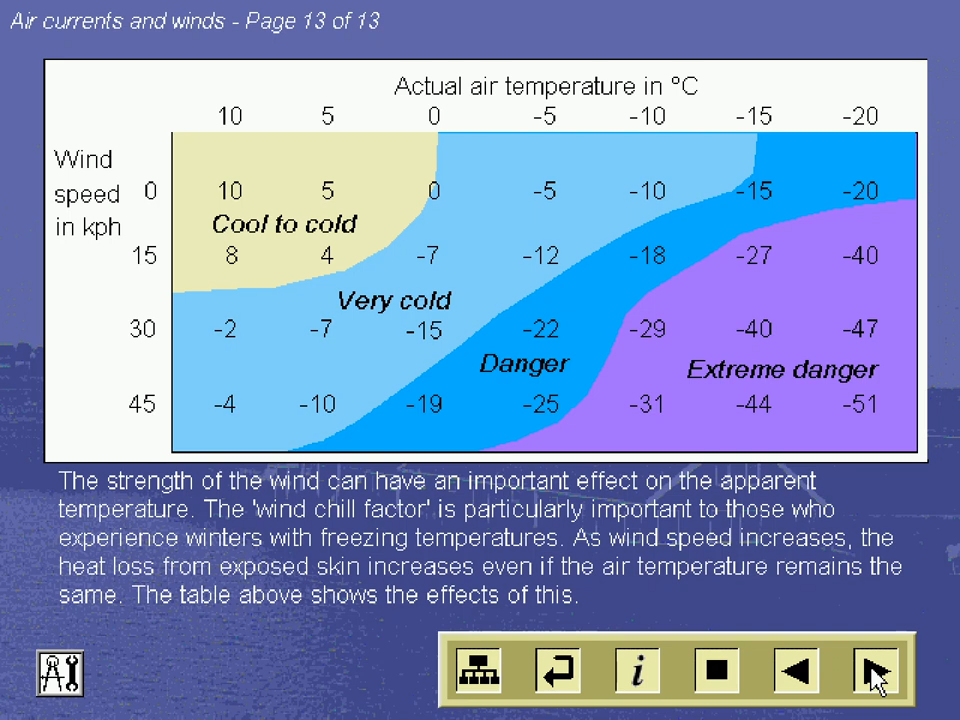 Air currents and winds - Page 13 of 13
Actual air temperature in °C
10 5 0 -5 -10 -15 -20
Wind
speed 0 10 5 0 -5 -10 -15 -20
in kph
Cool to cold
15 8 4 -7 -12 -18 -27 -40
Very cold
30 -2 -7 -15 -22 -29 -40 -47
Danger Extreme danger
45 -4 -10 -19 -25 -31 -44 -51
The strength of the wind can have an important effect on the apparent
temperature. The 'wind chill factor' is particularly important to those who
experience winters with freezing temperatures. As wind speed increases, the
heat loss from exposed skin increases even if the air temperature remains the
same. The table above shows the effects of this.
i